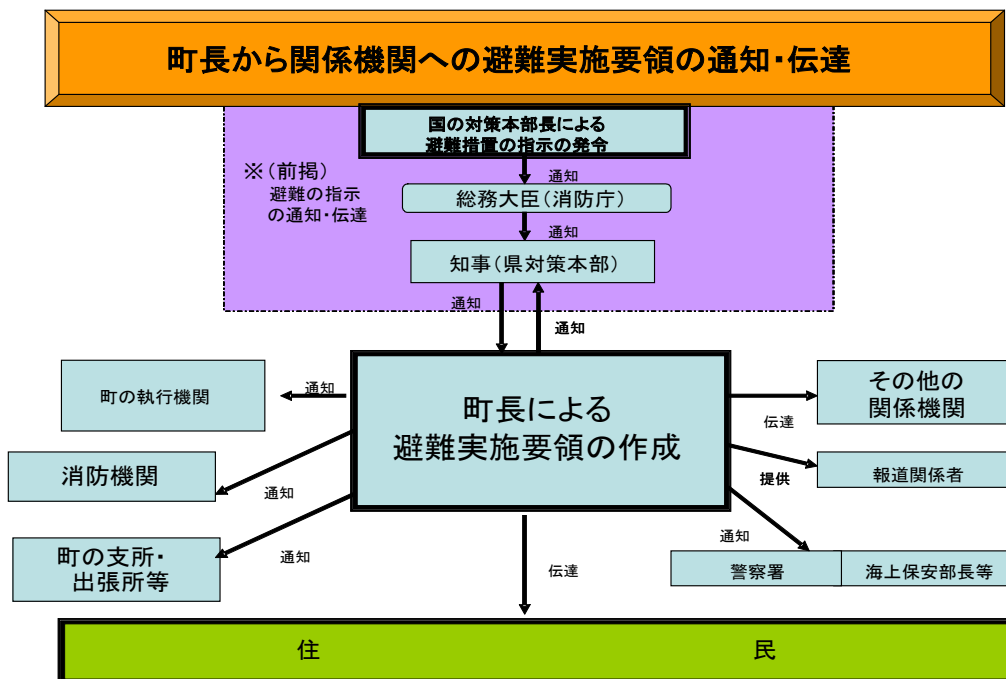 町長から関係機関への避難実施要領の通知・伝達
国の対策本部長による
避難措置の指示の発令
※(前掲)
避難の指示
の通知・伝達
通知
総務大臣(消防庁)
通知
知事(県対策本部)
通知
通知
町の執行機関
通知
町長による
避難実施要領の作成
その他の
関係機関
伝達
消防機関
通知
報道関係者
提供
町の支所・
出張所等
通知
伝達
通知
警察署
海上保安部長等
住 民